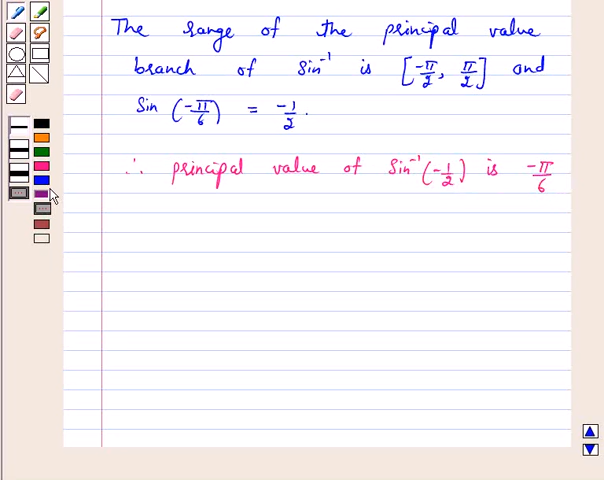 The range of the principal value
branch of Sin⁻¹ is [-π/2, π/2] and
Sin (-π/6) = -1/2.
∴ principal value of Sin⁻¹(-1/2) is -π/6